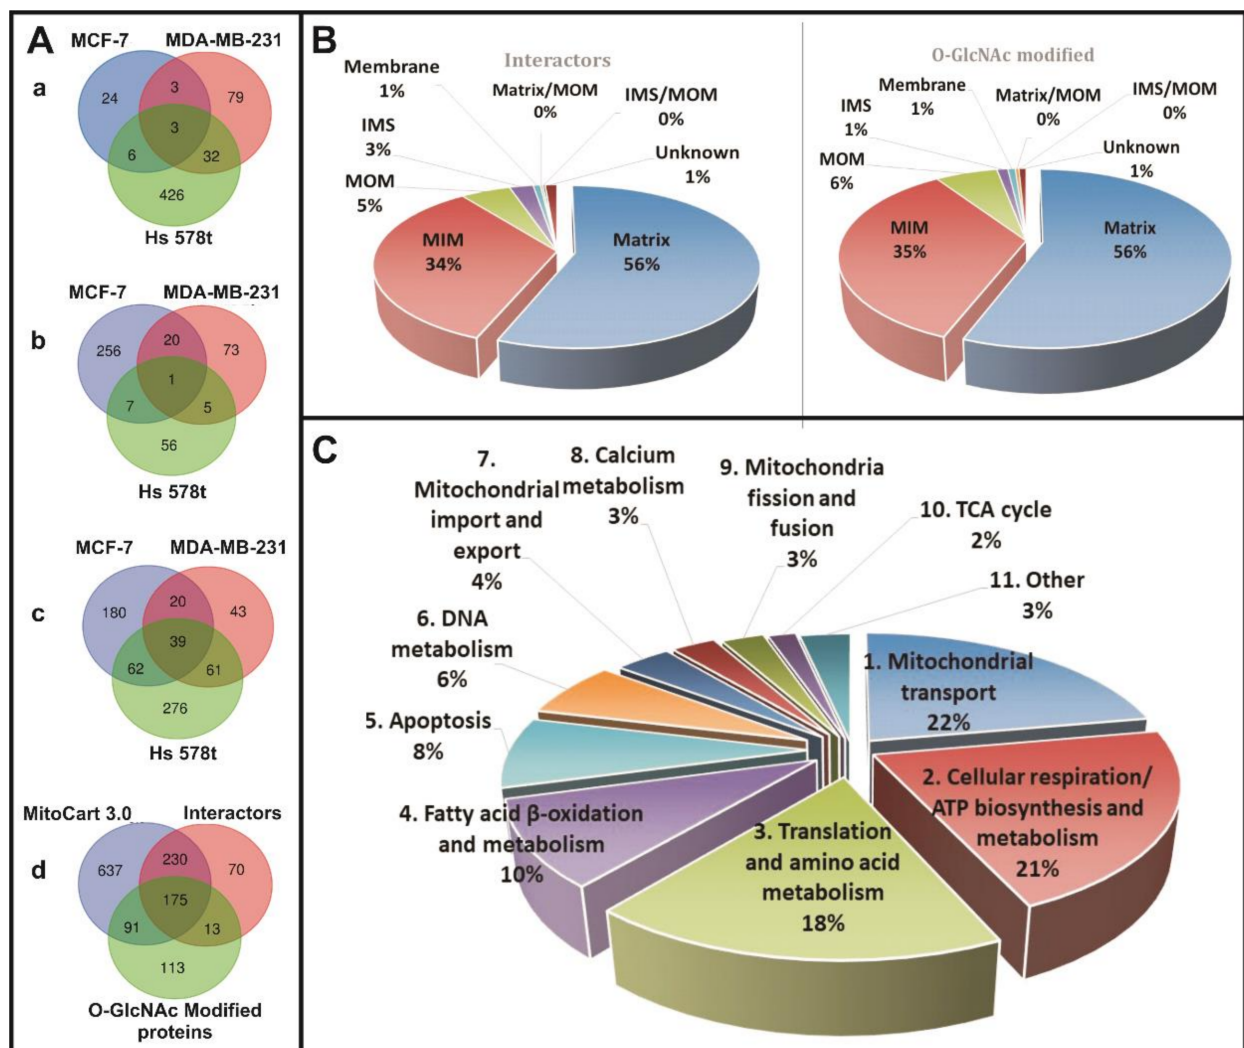 A
a
MCF-7
MDA-MB-231
24
3
79
3
6
32
426
Hs 578t
b
MCF-7
MDA-MB-231
256
20
73
1
7
5
56
Hs 578t
c
MCF-7
MDA-MB-231
180
20
43
39
62
61
276
Hs 578t
d
MitoCart 3.0
Interactors
637
230
70
175
91
13
113
O-GlcNAc Modified
proteins
B
Interactors
Membrane
1%
Matrix/MOM
0%
IMS/MOM
0%
IMS
3%
Unknown
1%
MOM
5%
MIM
34%
Matrix
56%
O-GlcNAc modified
Membrane
1%
Matrix/MOM
0%
IMS/MOM
0%
IMS
1%
Unknown
1%
MOM
6%
MIM
35%
Matrix
56%
C
7.
Mitochondrial
import and
export
4%
8. Calcium
metabolism
3%
9. Mitochondria
fission and
fusion
3%
10. TCA cycle
2%
11. Other
3%
6. DNA
metabolism
6%
5. Apoptosis
8%
4. Fatty acid β-oxidation
and metabolism
10%
3. Translation
and amino acid
metabolism
18%
2. Cellular respiration/
ATP biosynthesis and
metabolism
21%
1. Mitochondrial
transport
22%